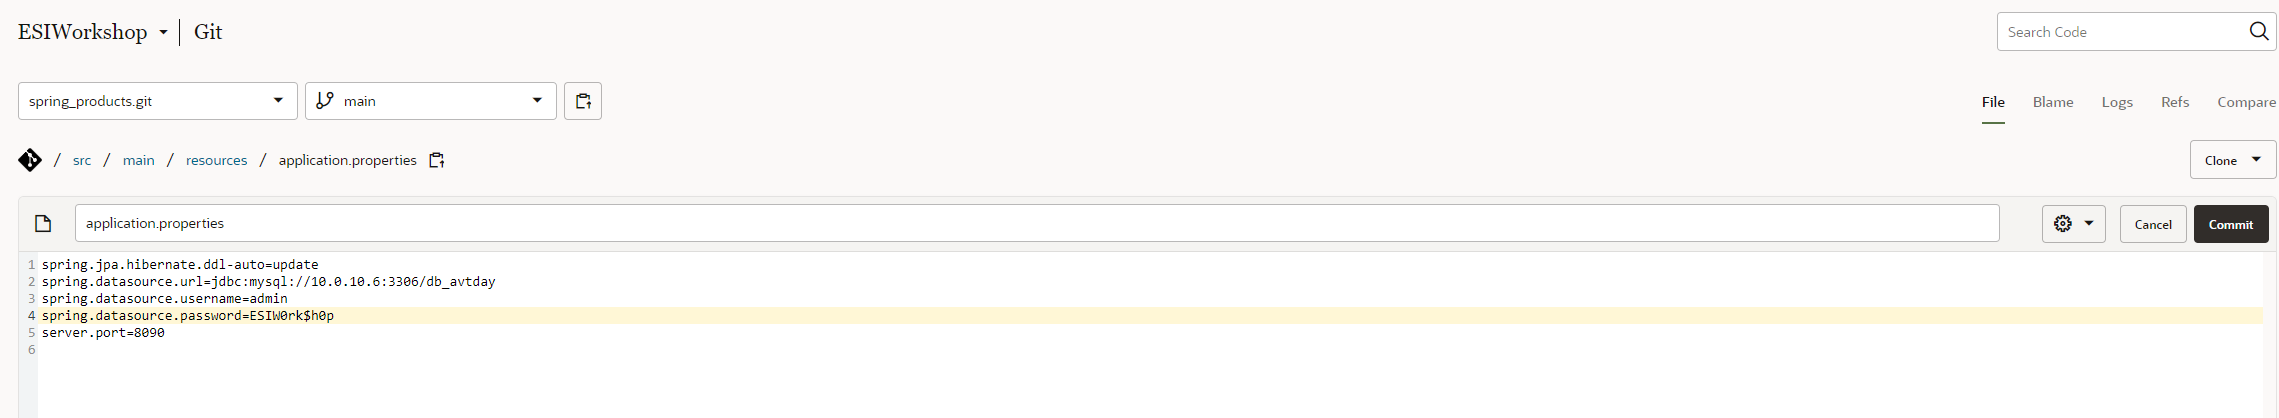 ESIWorkshop Git
Search Code
spring_products.git main
File Blame Logs Refs Compare
/ src / main / resources / application.properties
Clone
application.properties
Cancel Commit
1 spring.jpa.hibernate.ddl-auto=update
2 spring.datasource.url=jdbc:mysql://10.0.10.6:3306/db_avtday
3 spring.datasource.username=admin
4 spring.datasource.password=ESIW0rk$h0p
5 server.port=8090
6